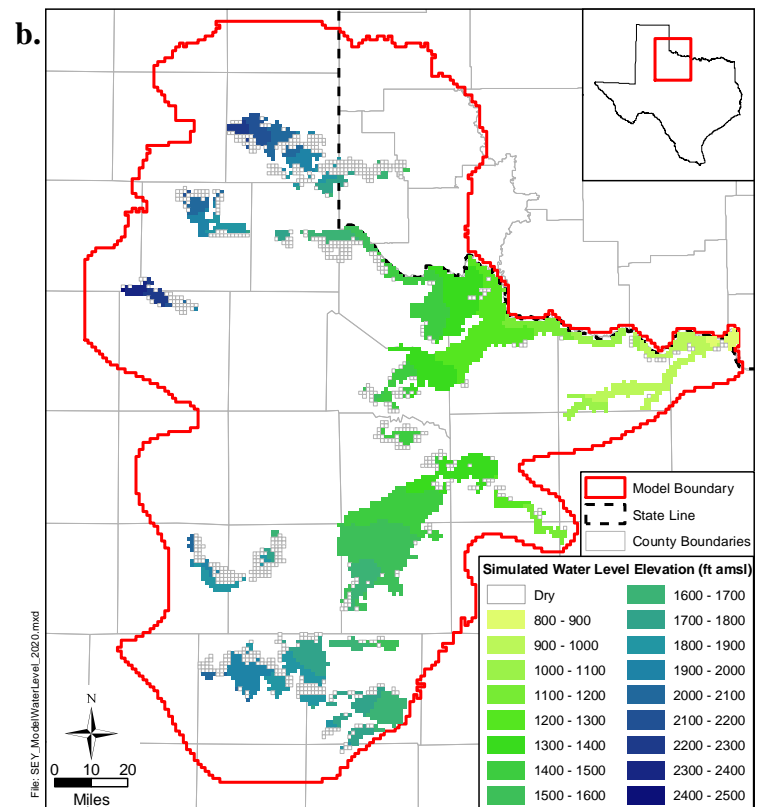 b.
Model Boundary
State Line
County Boundaries
Simulated Water Level Elevation (ft amsl)
Dry
800 - 900
900 - 1000
1000 - 1100
1100 - 1200
1200 - 1300
1300 - 1400
1400 - 1500
1500 - 1600
1600 - 1700
1700 - 1800
1800 - 1900
1900 - 2000
2000 - 2100
2100 - 2200
2200 - 2300
2300 - 2400
2400 - 2500
File: SEY_ModelWaterLevel_2020.mxd
N
0 10 20
Miles